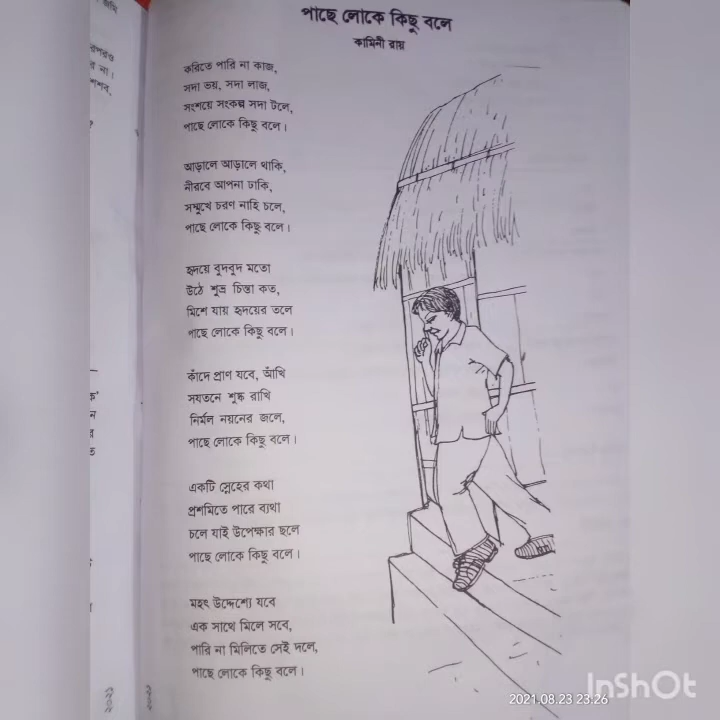 পাছে লোকে কিছু বলে
কামিনী রায়
করিতে পারি না কাজ,
সদা ভয়, সদা লাজ,
সংশয়ে সংকল্প সদা টলে,
পাছে লোকে কিছু বলে।
আড়ালে আড়ালে থাকি,
নীরবে আপনা ঢাকি,
সম্মুখে চরণ নাহি চলে,
পাছে লোকে কিছু বলে।
হৃদয়ে বুদবুদ মতো
উঠে শুভ্র চিন্তা কত,
মিশে যায় হৃদয়ের তলে
পাছে লোকে কিছু বলে।
কাঁদে প্রাণ যবে, আঁখি
সযতনে শুষ্ক রাখি
নির্মল নয়নের জলে,
পাছে লোকে কিছু বলে।
একটি স্নেহের কথা
প্রশমিতে পারে ব্যথা
চলে যাই উপেক্ষার ছলে
পাছে লোকে কিছু বলে।
মহৎ উদ্দেশ্যে যবে
এক সাথে মিলে সবে,
পারি না মিলিতে সেই দলে,
পাছে লোকে কিছু বলে।
InShOt
2021.08.23 23:26